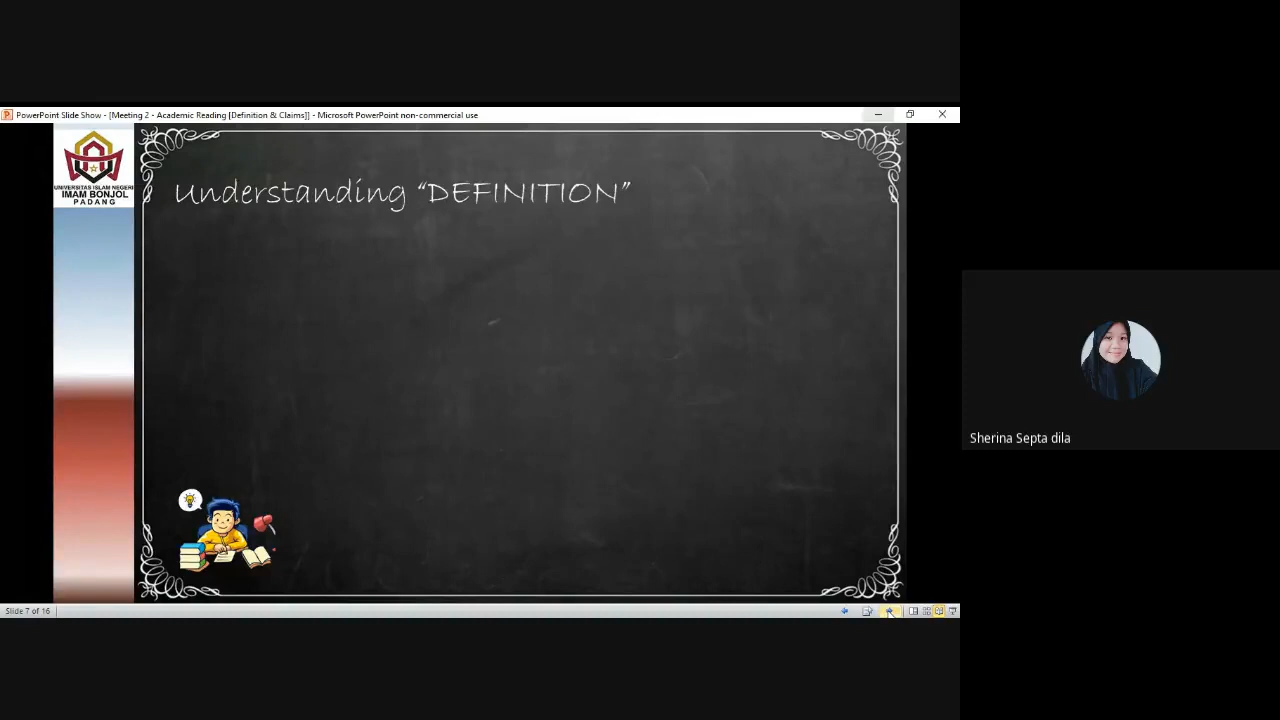 PowerPoint Slide Show - [Meeting 2 - Academic Reading [Definition & Claims]] - Microsoft PowerPoint non-commercial use
UNIVERSITAS ISLAM NEGERI
IMAM BONJOL
PADANG
Understanding “DEFINITION”
Sherina Septa dila
Slide 7 of 16